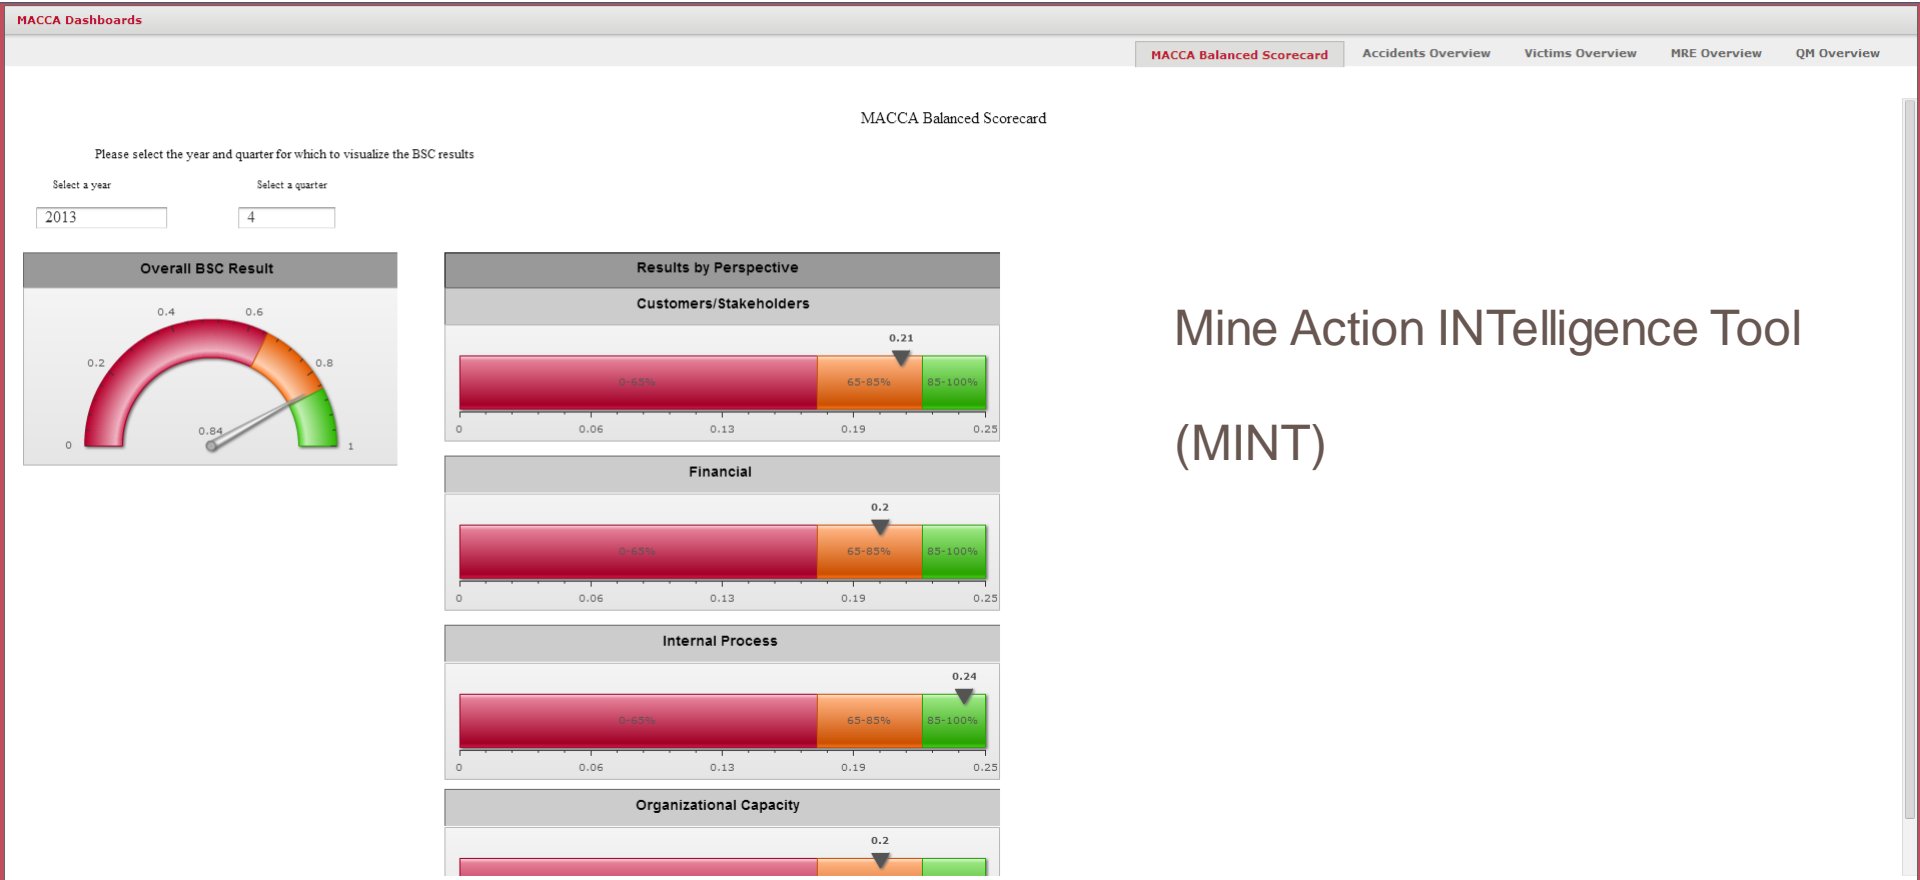 MACCA Dashboards
MACCA Balanced Scorecard Accidents Overview Victims Overview MRE Overview QM Overview
MACCA Balanced Scorecard
Please select the year and quarter for which to visualize the BSC results
Select a year Select a quarter
2013 4
Overall BSC Result
0 0.2 0.4 0.6 0.8 1
0.84
Results by Perspective
Customers/Stakeholders
0.21
0-65% 65-85% 85-100%
0 0.06 0.13 0.19 0.25
Financial
0.2
0-65% 65-85% 85-100%
0 0.06 0.13 0.19 0.25
Internal Process
0.24
0-65% 65-85% 85-100%
0 0.06 0.13 0.19 0.25
Organizational Capacity
0.2
Mine Action INTelligence Tool
(MINT)